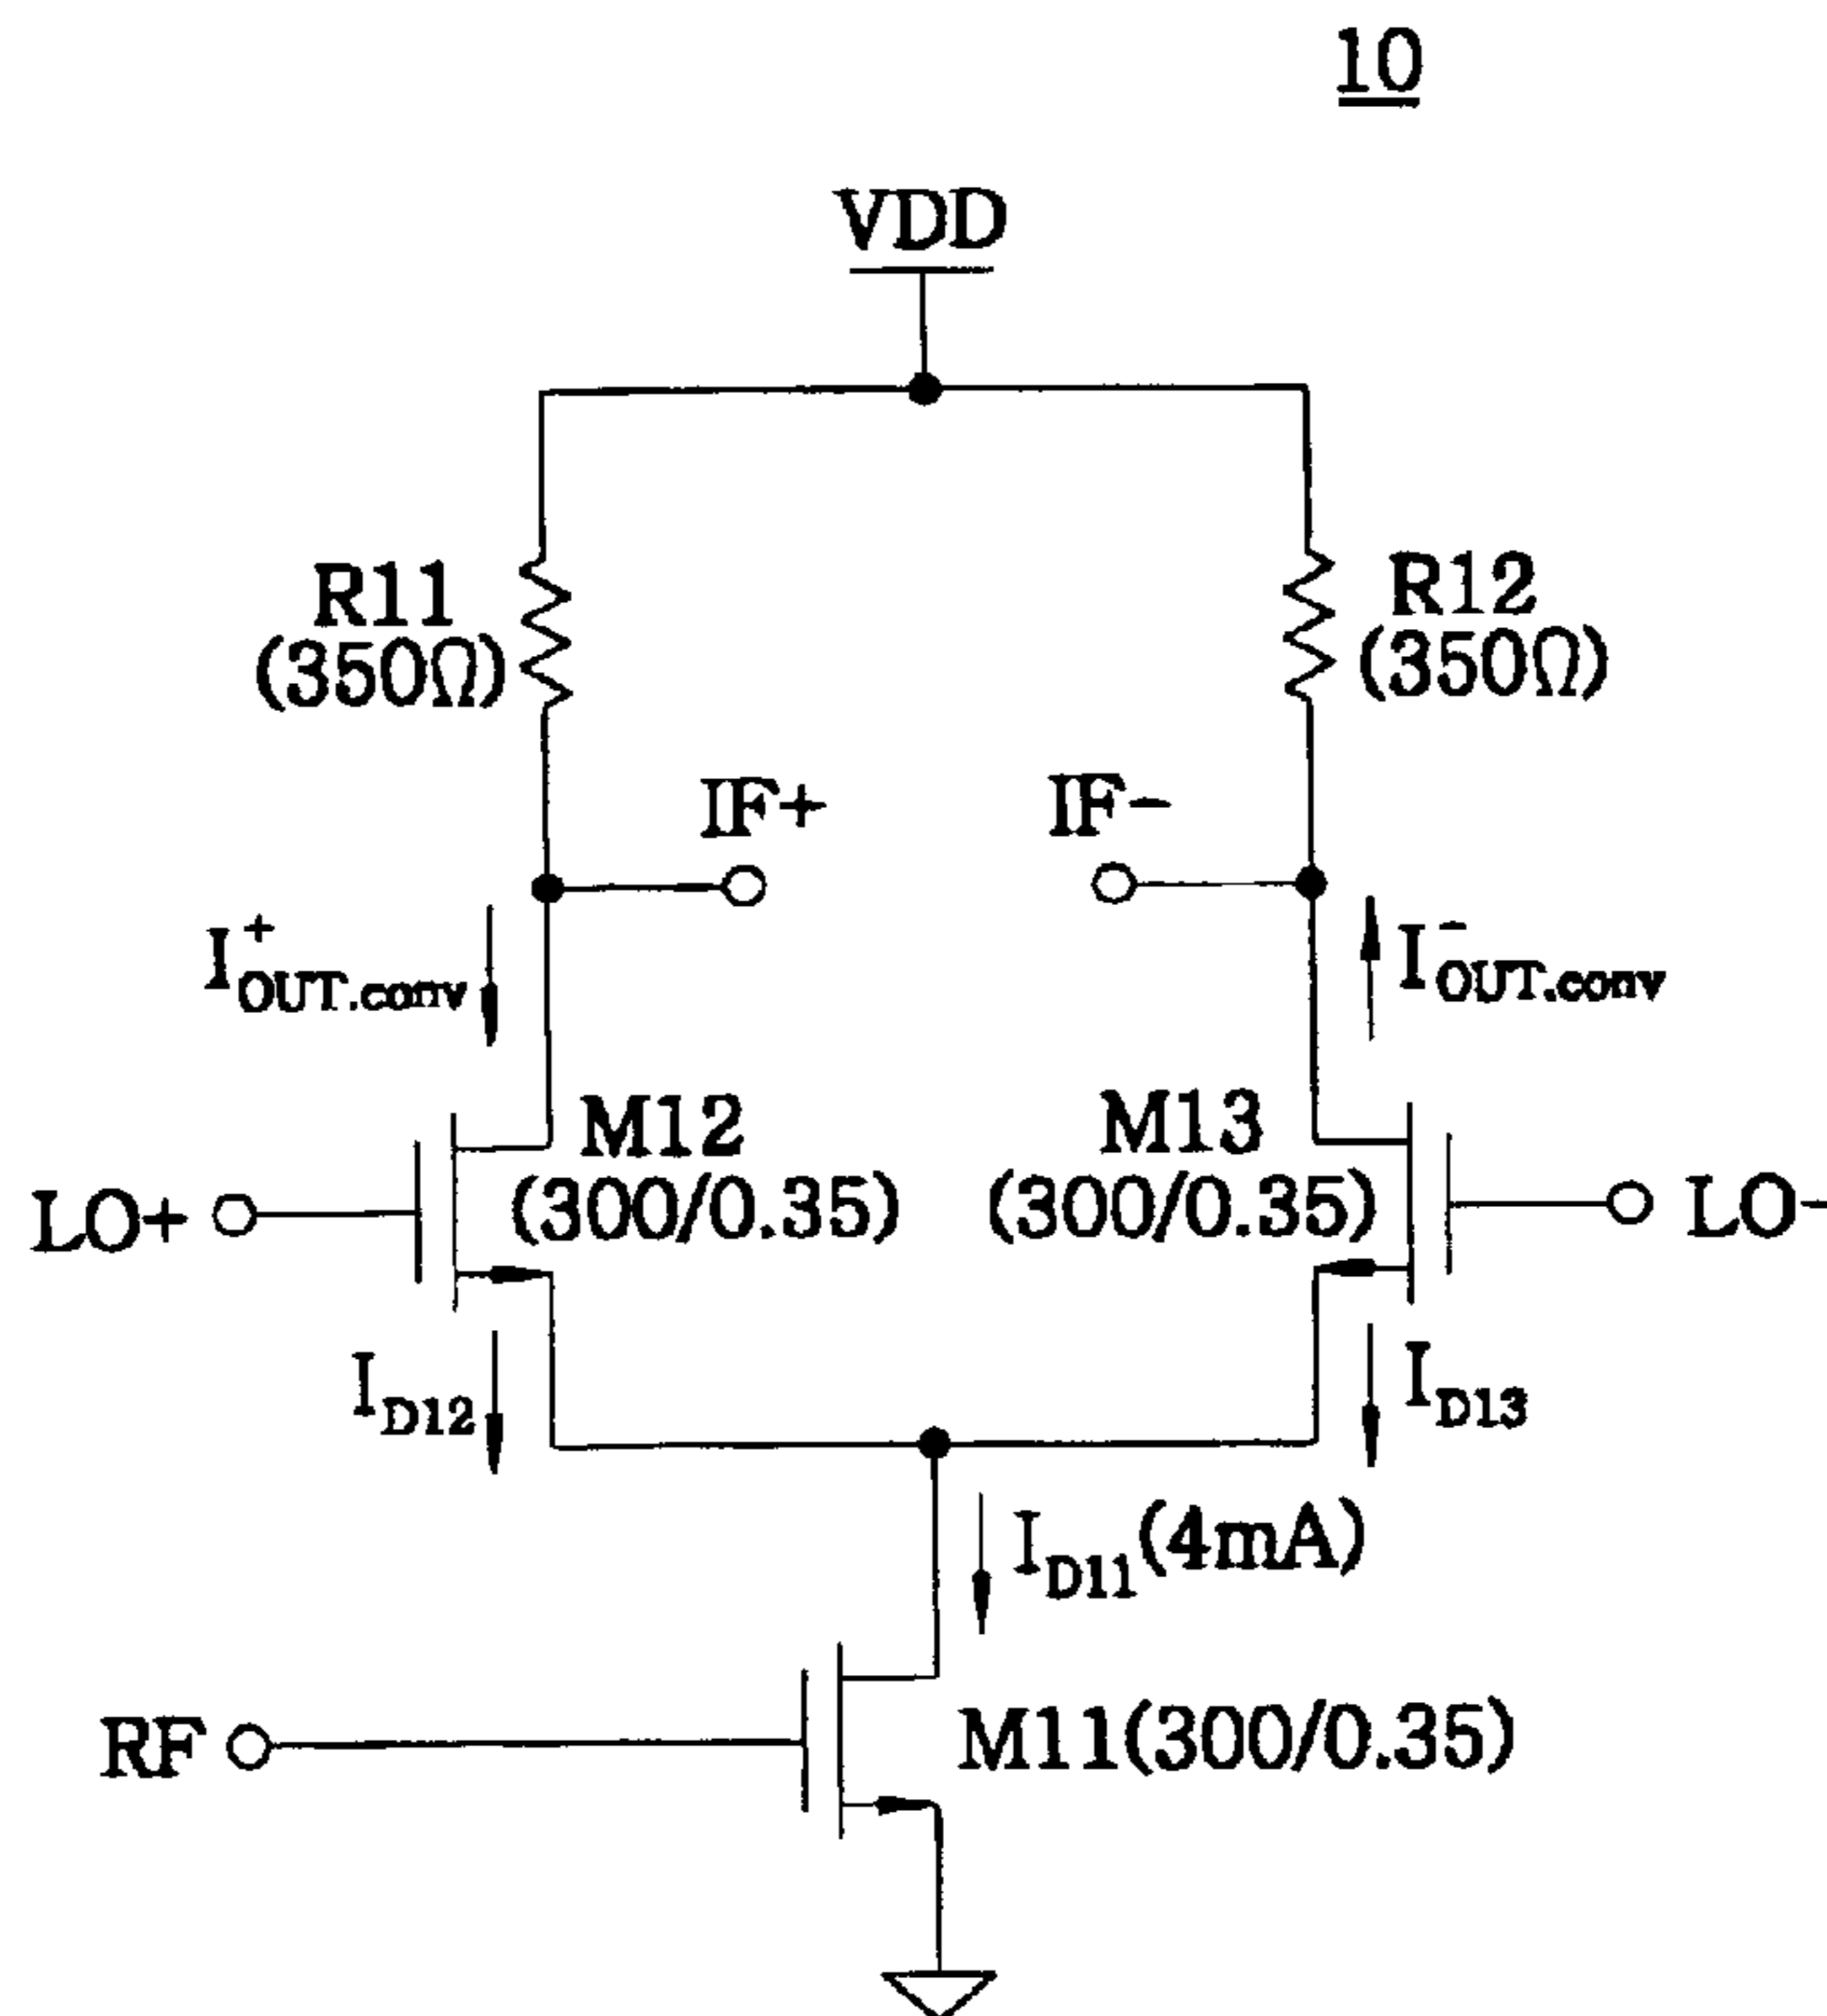 10
VDD
R11
(350Ω)
R12
(350Ω)
IF+
IF-
I+OUT.conv
I-OUT.conv
M12
(300/0.35)
M13
(300/0.35)
LO+
LO-
ID12
ID13
ID11(4mA)
RF
M11(300/0.35)